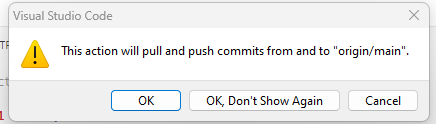 Visual Studio Code
This action will pull and push commits from and to "origin/main".
OK
OK, Don't Show Again
Cancel